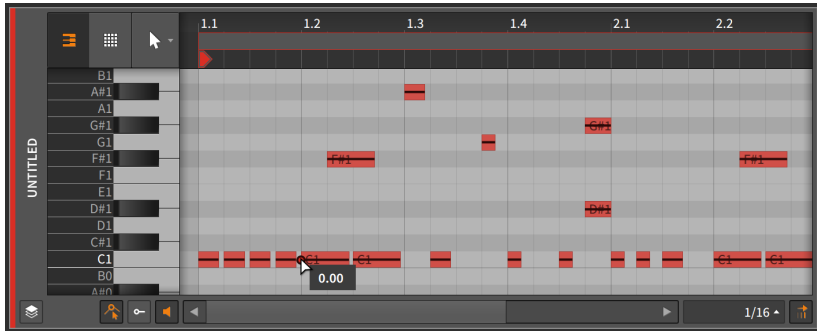 1.1 1.2 1.3 1.4 2.1 2.2
B1
A#1
A1
G#1 G#1
G1
F#1 F#1 F#1
F1
E1
D#1 D#1
D1
C#1
C1 C1 C1 C1 C1
B0
0.00
A#0
UNTITLED
1/16